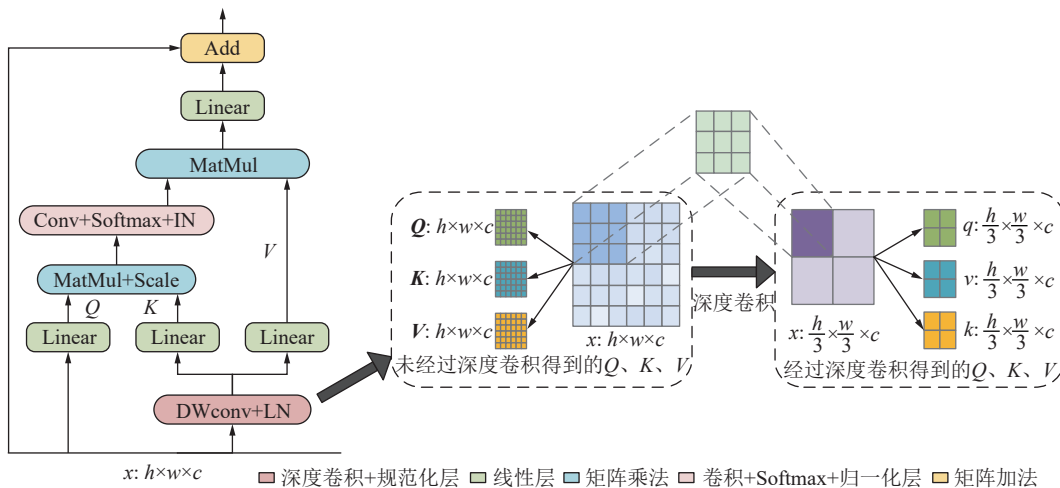 Add
Linear
MatMul
Conv+Softmax+IN
V
MatMul+Scale
Q
K
Linear
Linear
Linear
DWconv+LN
x: h×w×c
Q: h×w×c
K: h×w×c
V: h×w×c
x: h×w×c
未经过深度卷积得到的Q、K、V
深度卷积
q: h/3×w/3×c
v: h/3×w/3×c
k: h/3×w/3×c
x: h/3×w/3×c
经过深度卷积得到的Q、K、V
深度卷积+规范化层 线性层 矩阵乘法 卷积+Softmax+归一化层 矩阵加法